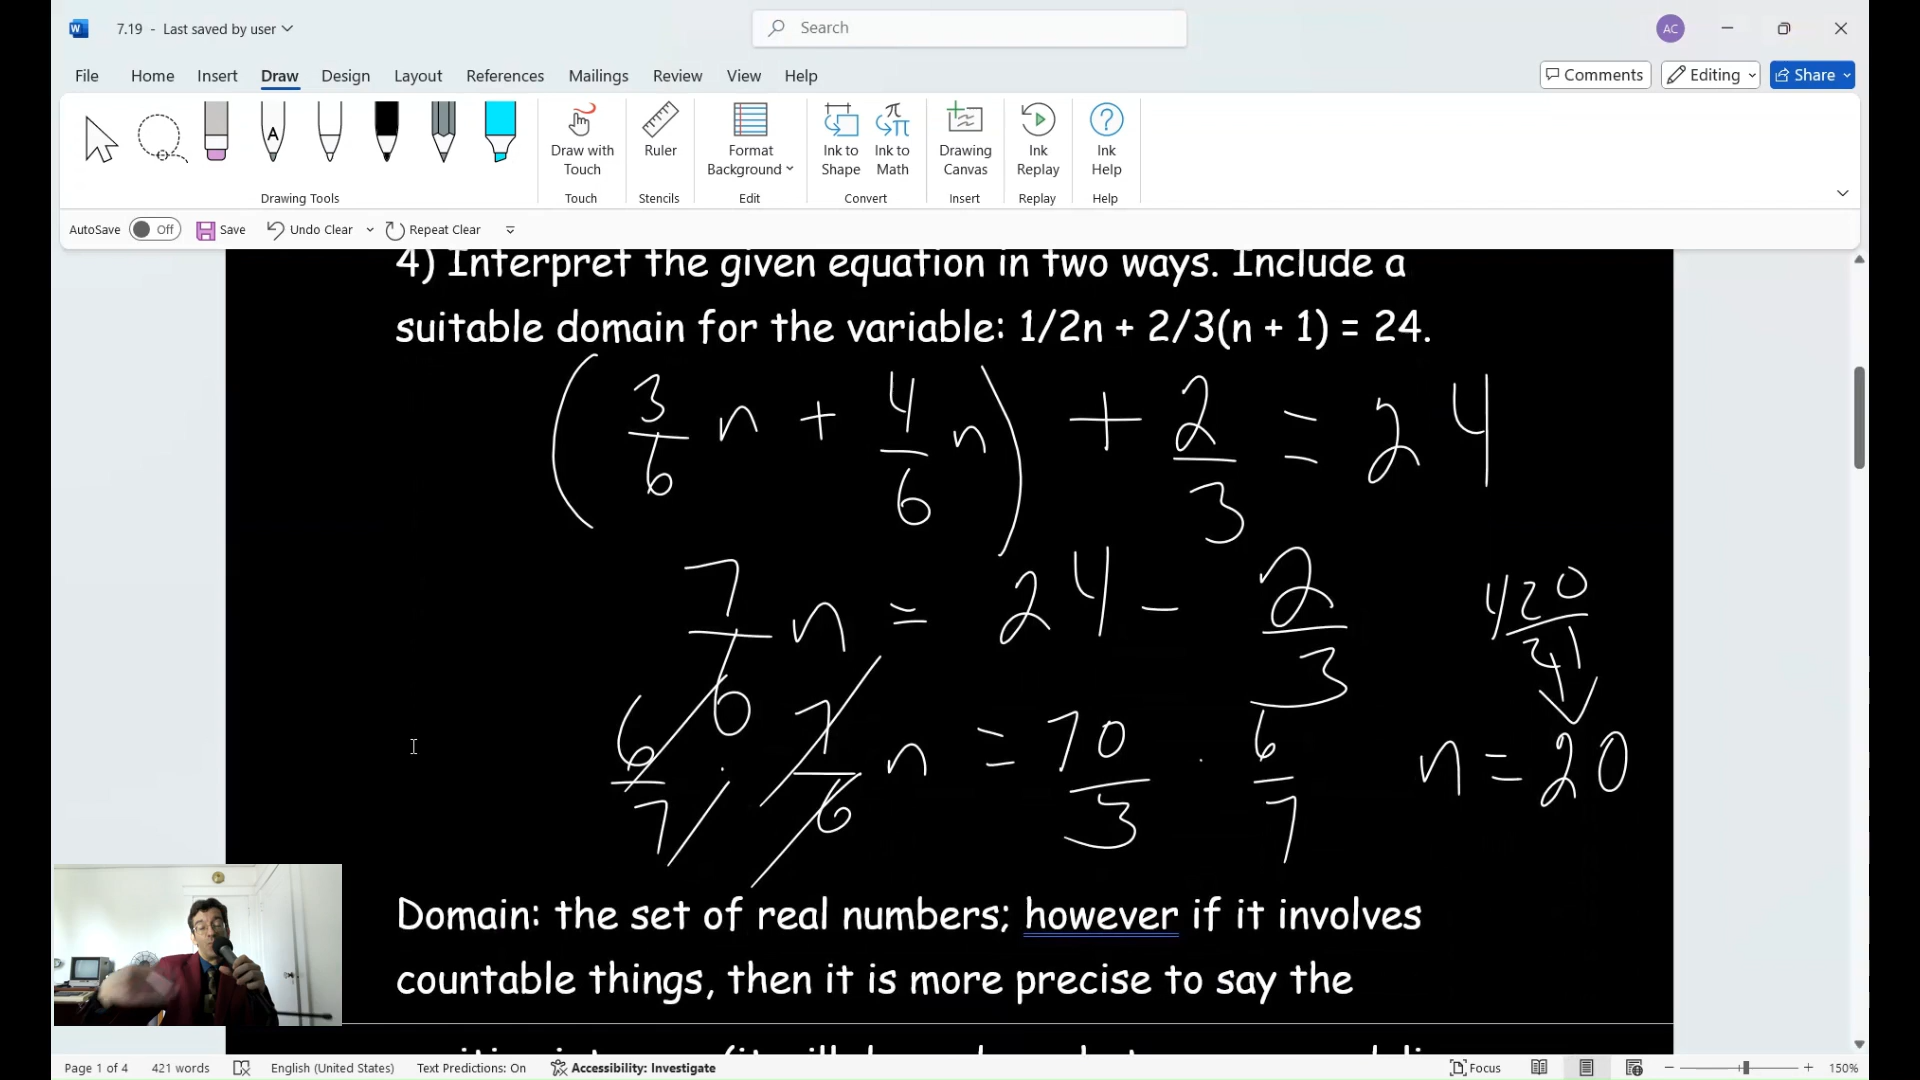 7.19 - Last saved by user
Search
AC
File Home Insert Draw Design Layout References Mailings Review View Help
Comments Editing Share
A
Draw with Touch
Ruler
Format Background
Ink to Shape
Ink to Math
Drawing Canvas
Ink Replay
Ink Help
Drawing Tools Touch Stencils Edit Convert Insert Replay Help
AutoSave Off Save Undo Clear Repeat Clear
4) Interpret the given equation in two ways. Include a
suitable domain for the variable: 1/2n + 2/3(n + 1) = 24.
(3/6 n + 4/6 n) + 2/3 = 24
7/6 n = 24 - 2/3
420/21
6/7 · 7/6 n = 70/3 · 6/7 n = 20
Domain: the set of real numbers; however if it involves
countable things, then it is more precise to say the
Page 1 of 4 421 words English (United States) Text Predictions: On Accessibility: Investigate Focus 150%